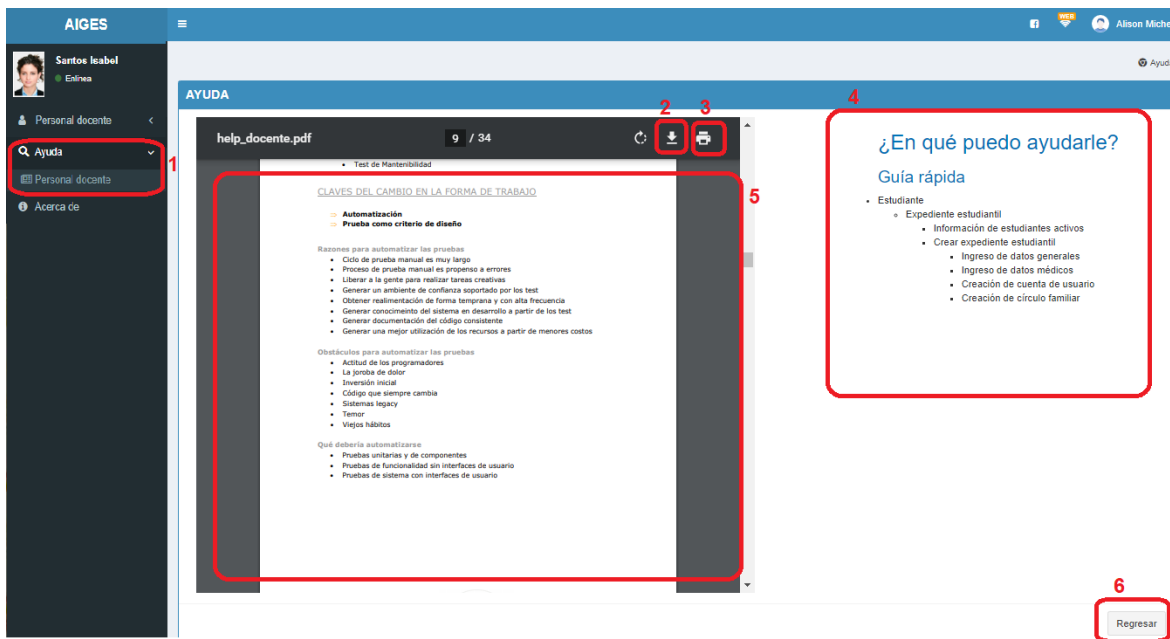 AIGES
WEB
Alison Miche
Santos Isabel
Enlinea
Ayud
Personal docente
Ayuda
1
Personal docente
Acerca de
AYUDA
2
3
4
help_docente.pdf
9 / 34
Test de Mantenibilidad
CLAVES DEL CAMBIO EN LA FORMA DE TRABAJO
5
Automatización
Prueba como criterio de diseño
Razones para automatizar las pruebas
Ciclo de prueba manual es muy largo
Proceso de prueba manual es propenso a errores
Liberar a la gente para realizar tareas creativas
Generar un ambiente de confianza soportado por los test
Obtener realimentación de forma temprana y con alta frecuencia
Generar conocimeinto del sistema en desarrollo a partir de los test
Generar documentación del código consistente
Generar una mejor utilización de los recursos a partir de menores costos
Obstáculos para automatizar las pruebas
Actitud de los programadores
La joroba de dolor
Inversión inicial
Código que siempre cambia
Sistemas legacy
Temor
Viejos hábitos
Qué debería automatizarse
Pruebas unitarias y de componentes
Pruebas de funcionalidad sin interfaces de usuario
Pruebas de sistema con interfaces de usuario
¿En qué puedo ayudarle?
Guía rápida
Estudiante
Expediente estudiantil
Información de estudiantes activos
Crear expediente estudiantil
Ingreso de datos generales
Ingreso de datos médicos
Creación de cuenta de usuario
Creación de círculo familiar
6
Regresar